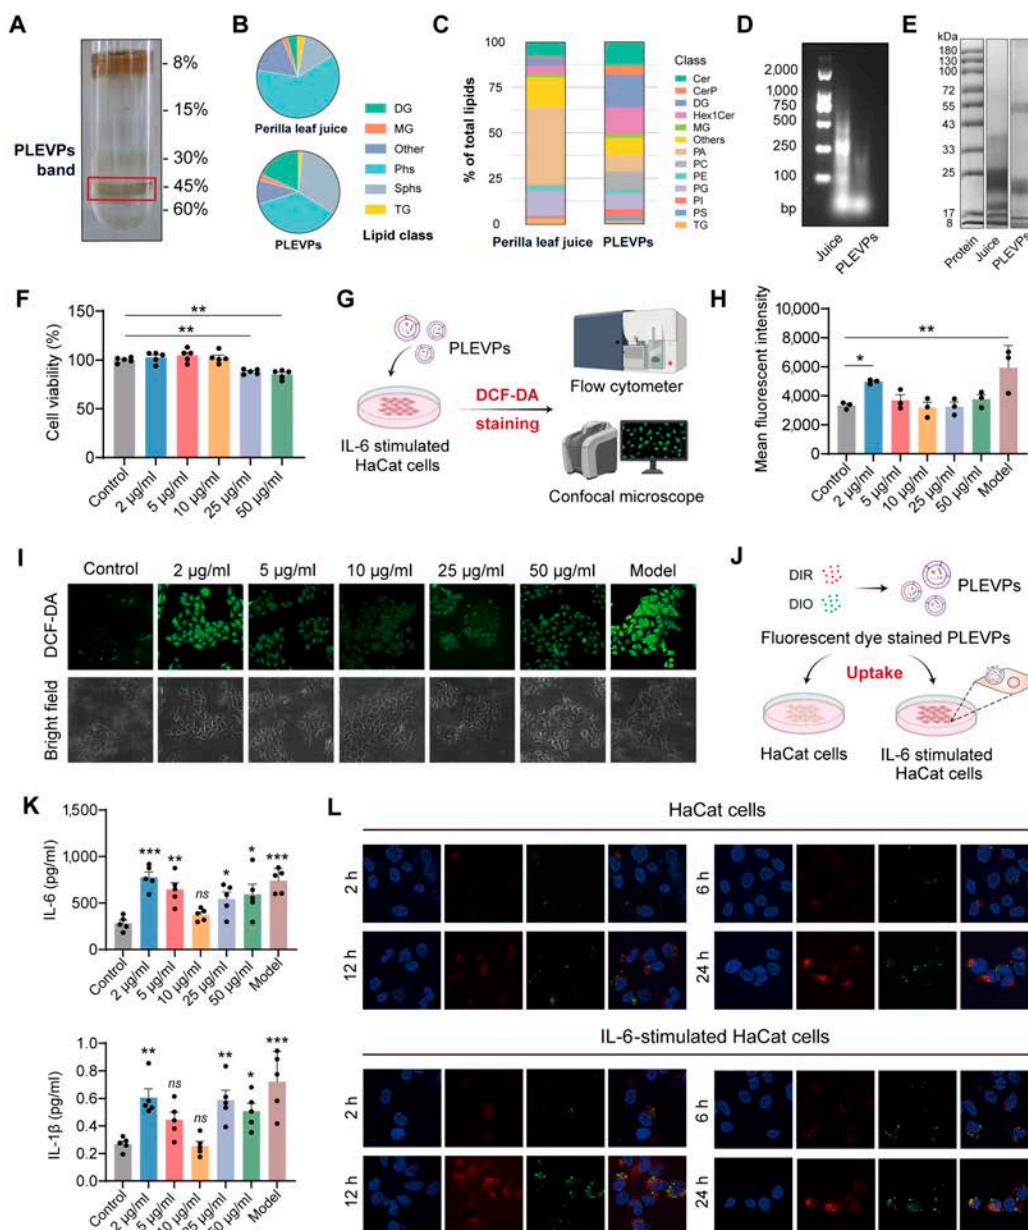 A
PLEVPs
band
8%
15%
30%
45%
60%
B
Perilla leaf juice
PLEVPs
DG
MG
Other
Phs
Sphs
TG
Lipid class
C
% of total lipids
100
75
50
25
0
Perilla leaf juice
PLEVPs
Class
Cer
CerP
DG
Hex1Cer
MG
Others
PA
PC
PE
PG
PI
PS
TG
D
2,000
1,000
750
500
250
100
bp
Juice
PLEVPs
E
kDa
180
130
100
72
55
43
33
25
17
8
Protein
Juice
PLEVPs
F
Cell viability (%)
150
100
50
0
**
**
Control
2 µg/ml
5 µg/ml
10 µg/ml
25 µg/ml
50 µg/ml
G
PLEVPs
IL-6 stimulated
HaCat cells
DCF-DA
staining
Flow cytometer
Confocal microscope
H
Mean fluorescent intensity
10,000
8,000
6,000
4,000
2,000
0
*
**
Control
2 µg/ml
5 µg/ml
10 µg/ml
25 µg/ml
50 µg/ml
Model
I
Control
2 µg/ml
5 µg/ml
10 µg/ml
25 µg/ml
50 µg/ml
Model
DCF-DA
Bright field
J
DIR
DIO
PLEVPs
Fluorescent dye stained PLEVPs
Uptake
HaCat cells
IL-6 stimulated
HaCat cells
K
IL-6 (pg/ml)
1,500
1,000
500
0
***
**
ns
*
*
***
Control
2 µg/ml
5 µg/ml
10 µg/ml
25 µg/ml
50 µg/ml
Model
IL-1β (pg/ml)
1.0
0.8
0.6
0.4
0.2
0.0
**
ns
ns
**
*
***
Control
2 µg/ml
5 µg/ml
10 µg/ml
25 µg/ml
50 µg/ml
Model
L
HaCat cells
2 h
6 h
12 h
24 h
IL-6-stimulated HaCat cells
2 h
6 h
12 h
24 h